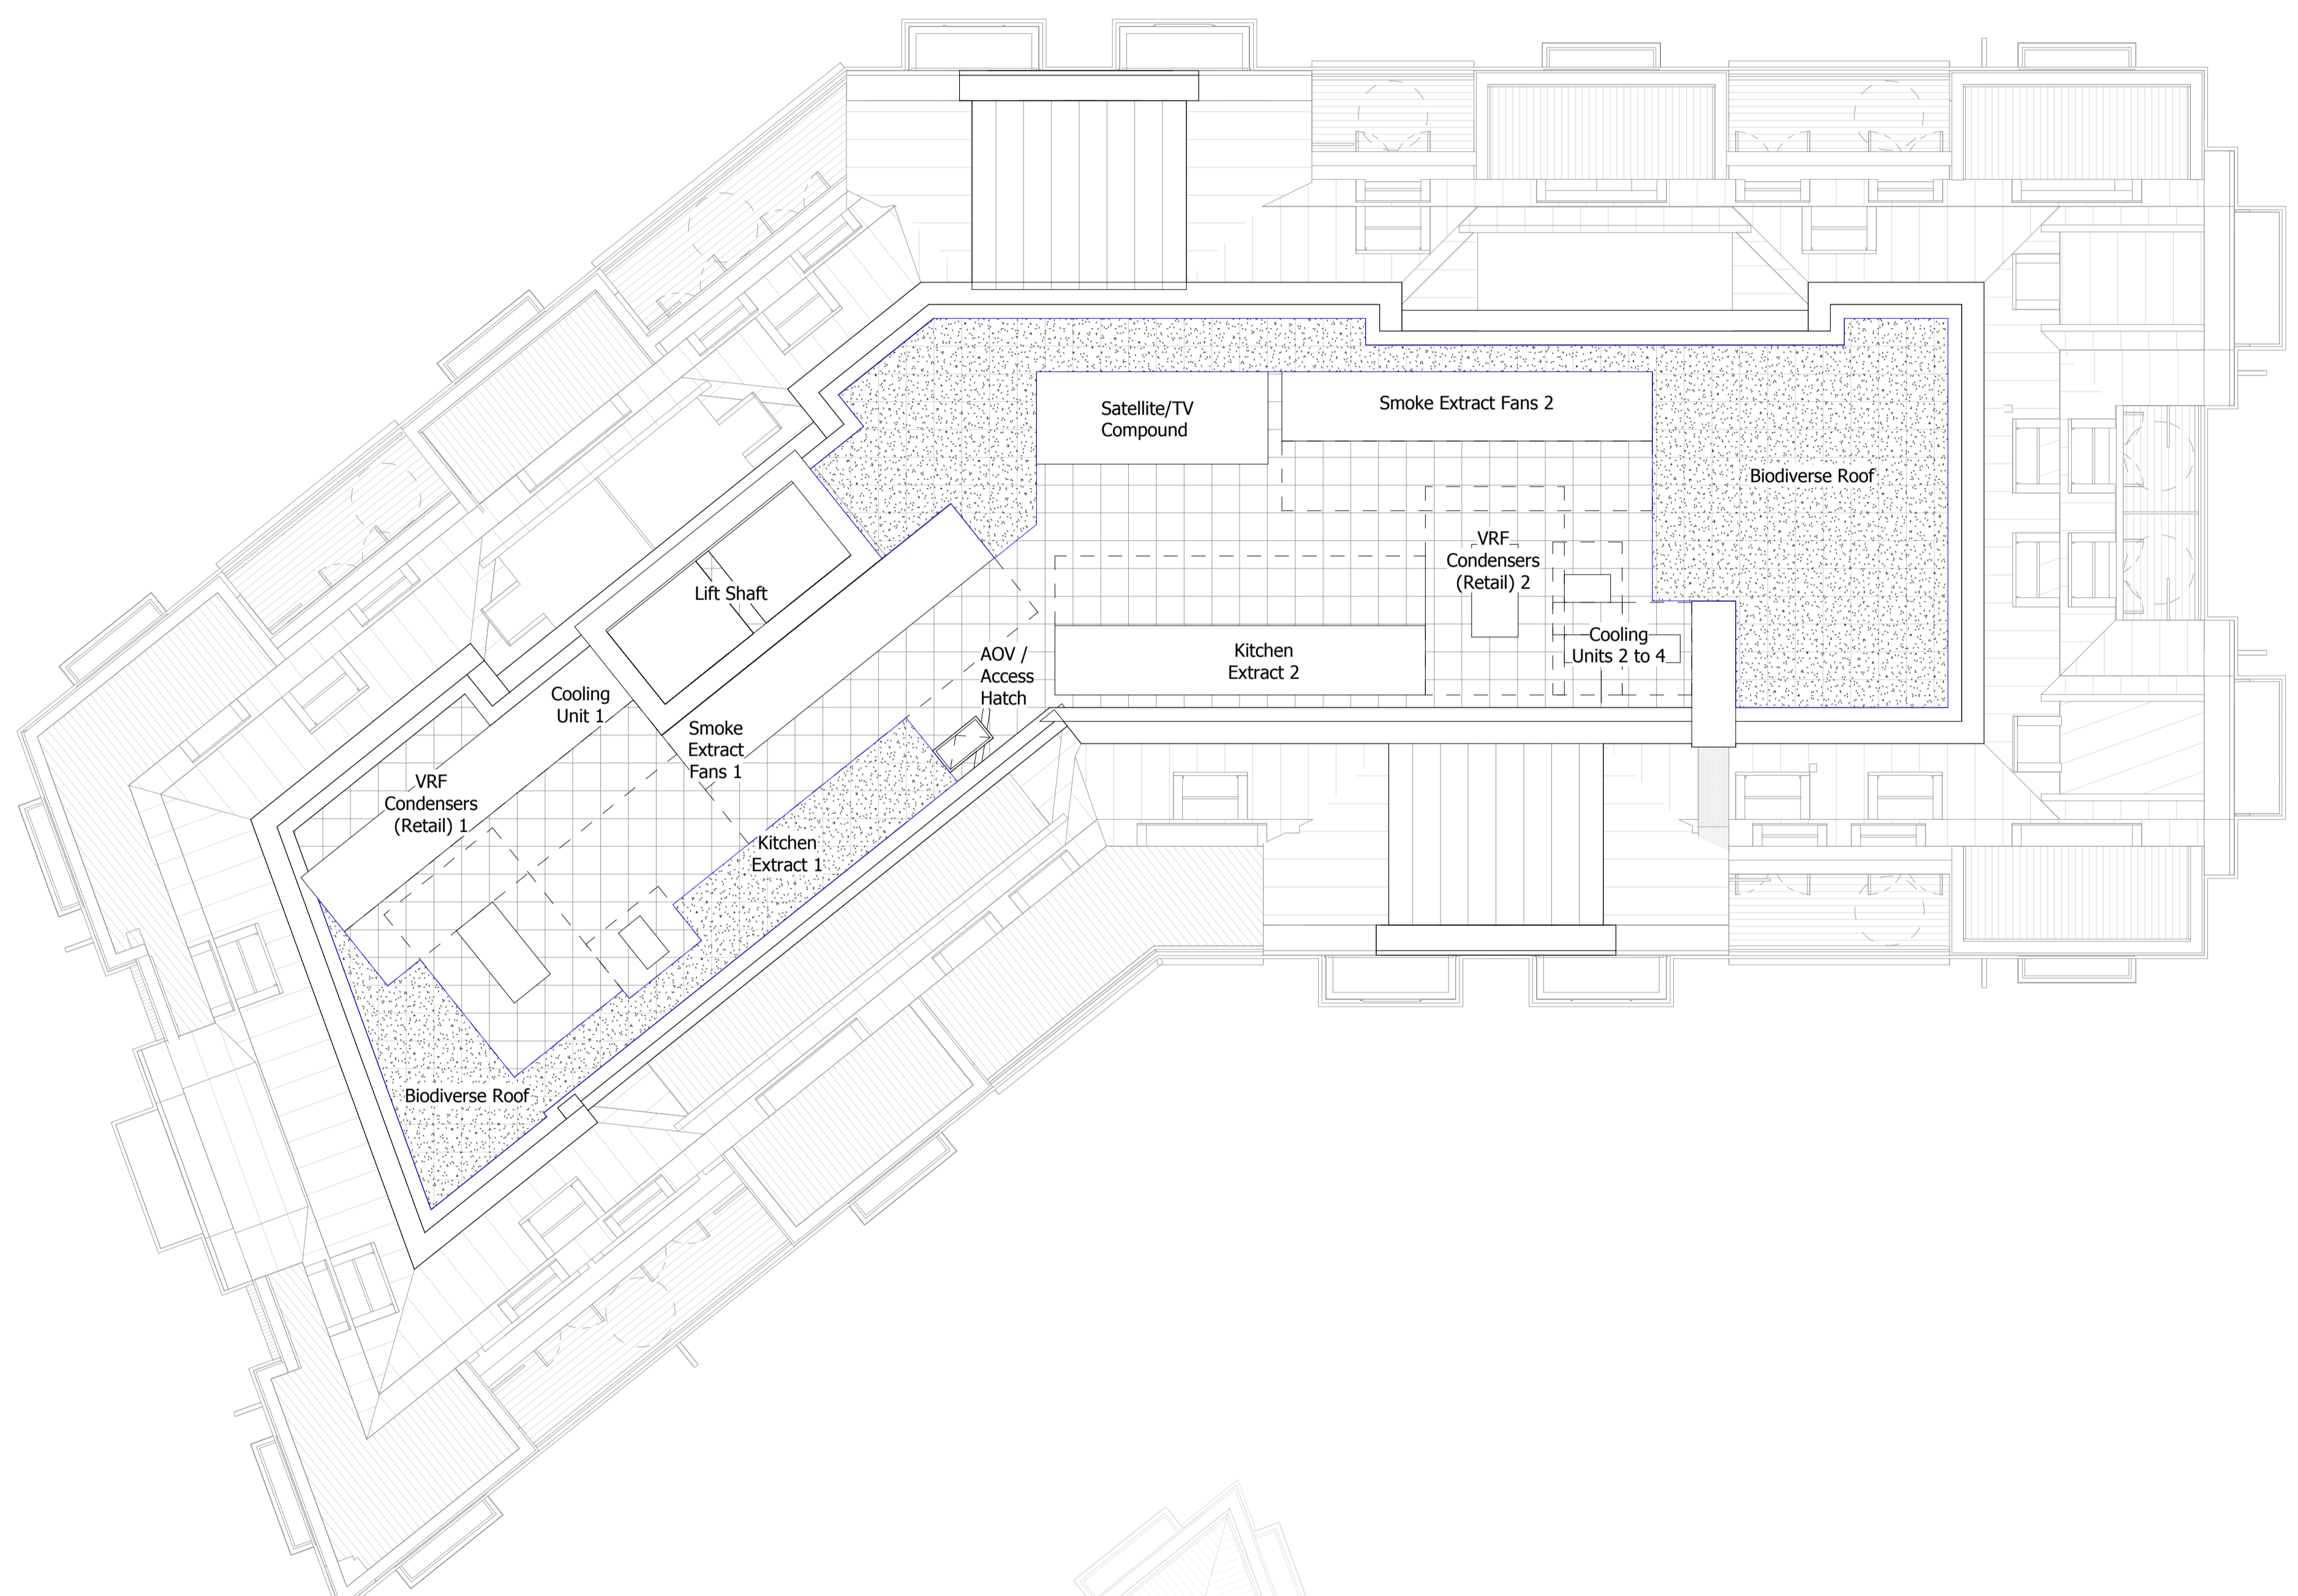 Satellite/TV
Compound
Smoke Extract Fans 2
Biodiverse Roof
VRF
Condensers
(Retail) 2
Lift Shaft
Cooling
Units 2 to 4
Kitchen
Extract 2
AOV /
Access
Hatch
Cooling
Unit 1
Smoke
Extract
Fans 1
VRF
Condensers
(Retail) 1
Kitchen
Extract 1
Biodiverse Roof